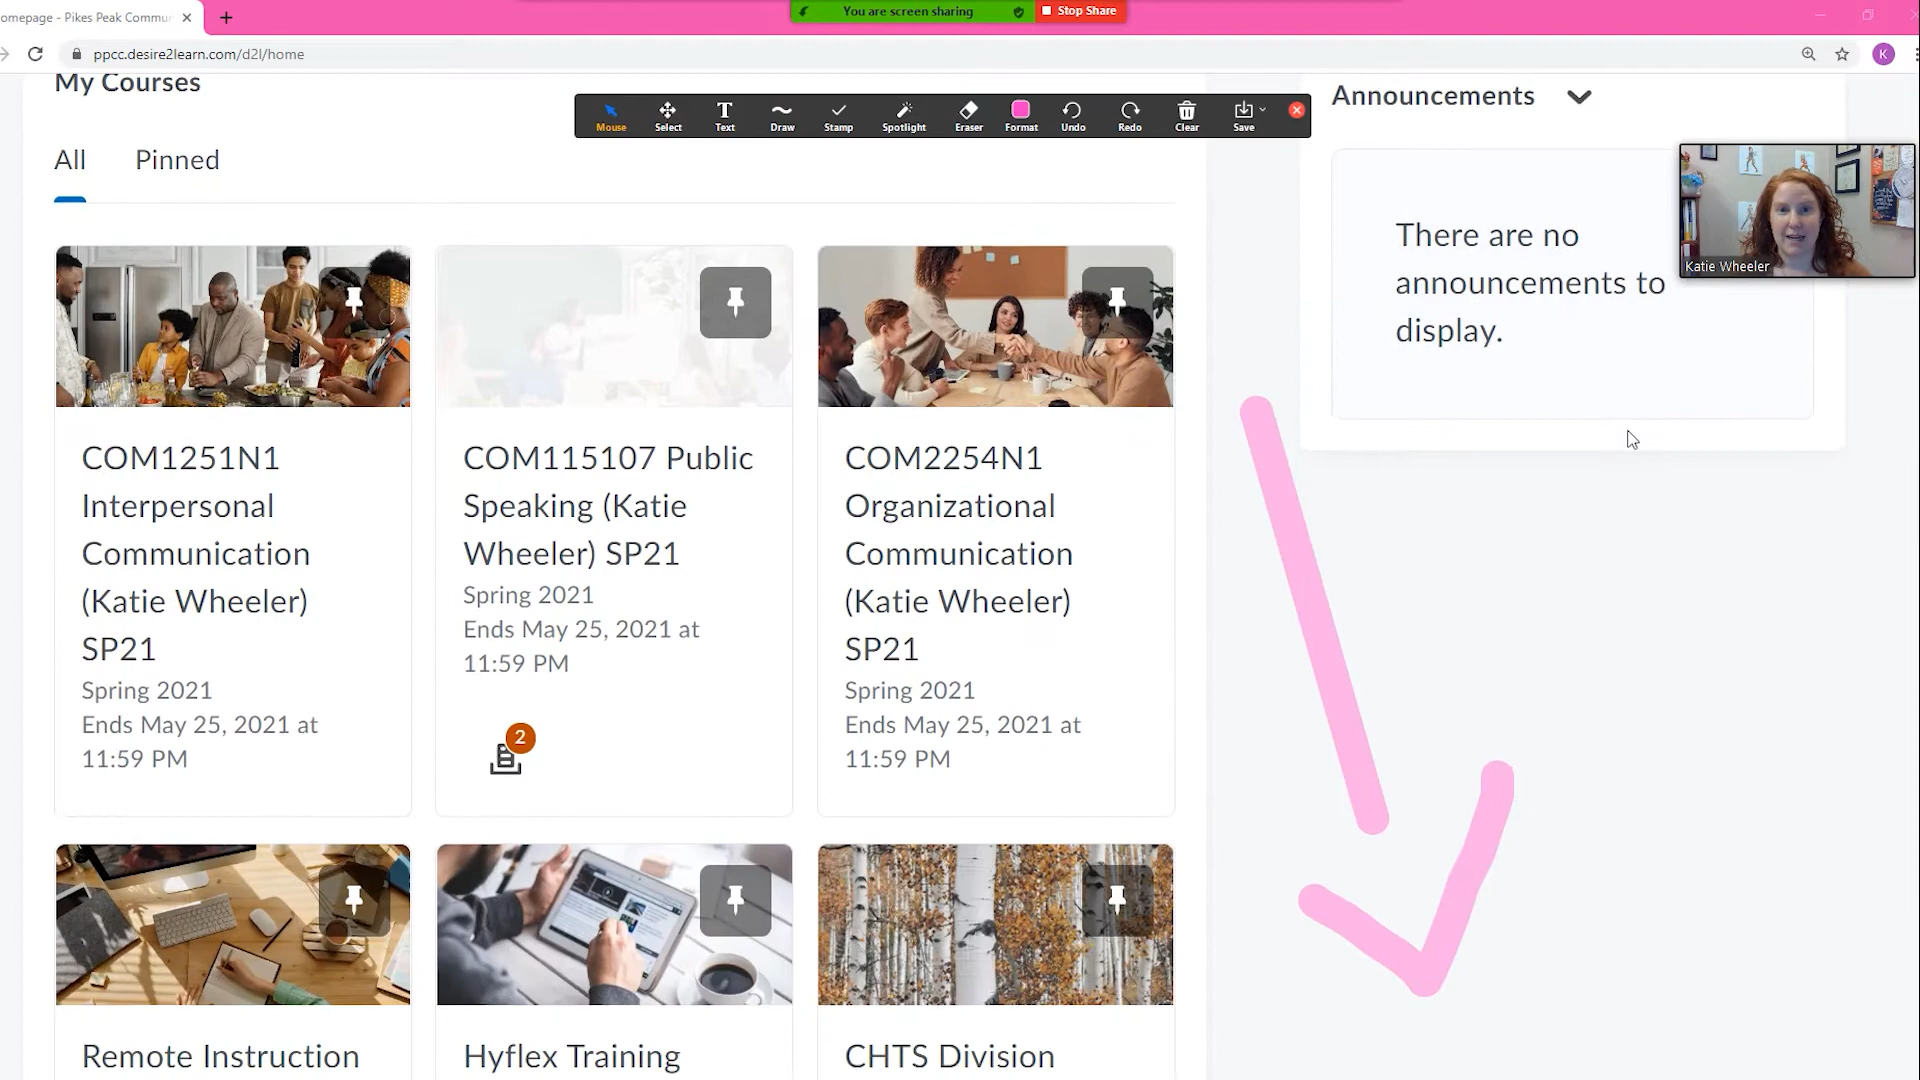 omepage - Pikes Peak Commu
You are screen sharing
Stop Share
ppcc.desire2learn.com/d2l/home
K
My Courses
Mouse
Select
Text
Draw
Stamp
Spotlight
Eraser
Format
Undo
Redo
Clear
Save
Announcements
All
Pinned
There are no
announcements to
display.
Katie Wheeler
COM1251N1
Interpersonal
Communication
(Katie Wheeler)
SP21
Spring 2021
Ends May 25, 2021 at
11:59 PM
COM115107 Public
Speaking (Katie
Wheeler) SP21
Spring 2021
Ends May 25, 2021 at
11:59 PM
2
COM2254N1
Organizational
Communication
(Katie Wheeler)
SP21
Spring 2021
Ends May 25, 2021 at
11:59 PM
Remote Instruction
Hyflex Training
CHTS Division